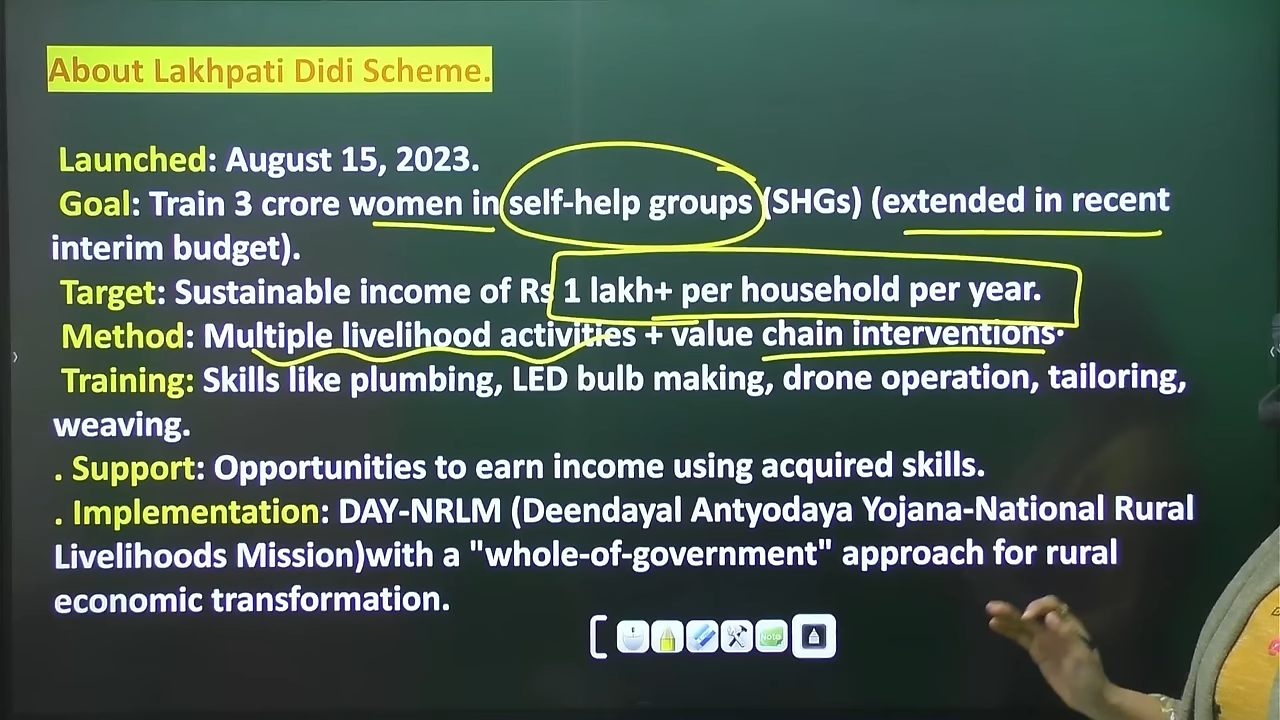 About Lakhpati Didi Scheme.
Launched: August 15, 2023.
Goal: Train 3 crore women in self-help groups (SHGs) (extended in recent
interim budget).
Target: Sustainable income of Rs 1 lakh+ per household per year.
Method: Multiple livelihood activities + value chain interventions.
Training: Skills like plumbing, LED bulb making, drone operation, tailoring,
weaving.
. Support: Opportunities to earn income using acquired skills.
. Implementation: DAY-NRLM (Deendayal Antyodaya Yojana-National Rural
Livelihoods Mission)with a "whole-of-government" approach for rural
economic transformation.
Note